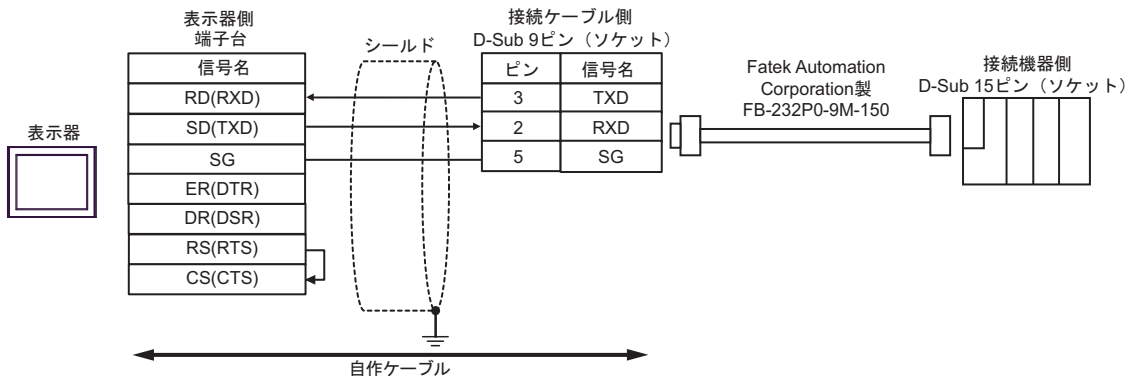 表示器
表示器側
端子台
信号名
RD(RXD)
SD(TXD)
SG
ER(DTR)
DR(DSR)
RS(RTS)
CS(CTS)
シールド
接続ケーブル側
D-Sub 9ピン（ソケット）
ピン 信号名
3 TXD
2 RXD
5 SG
Fatek Automation
Corporation製
FB-232P0-9M-150
接続機器側
D-Sub 15ピン（ソケット）
自作ケーブル